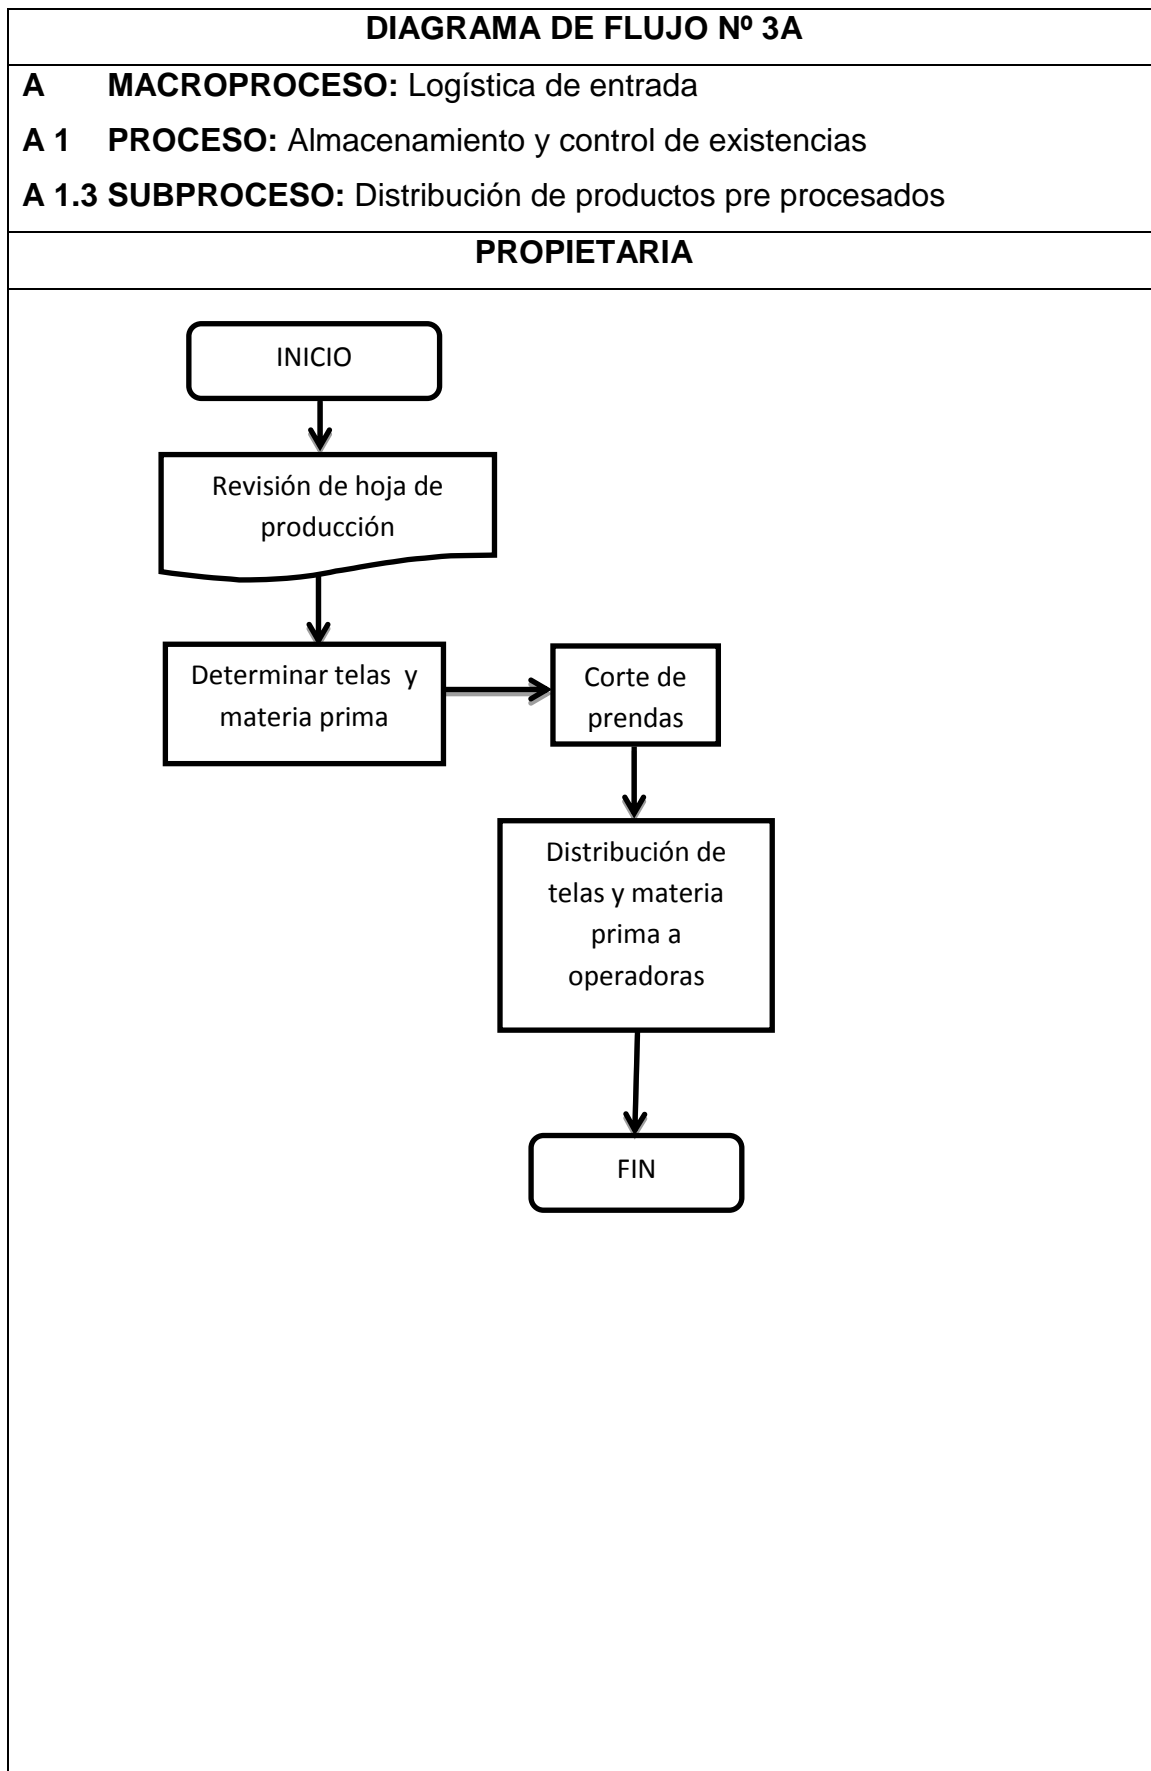 DIAGRAMA DE FLUJO Nº 3A
A MACROPROCESO: Logística de entrada
A 1 PROCESO: Almacenamiento y control de existencias
A 1.3 SUBPROCESO: Distribución de productos pre procesados
PROPIETARIA
INICIO
Revisión de hoja de
producción
Determinar telas y
materia prima
Corte de
prendas
Distribución de
telas y materia
prima a
operadoras
FIN